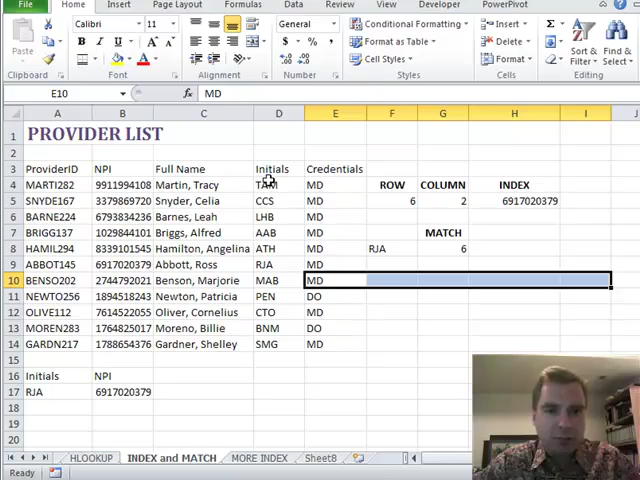 File Home Insert Page Layout Formulas Data Review View Developer PowerPivot
Calibri 11 General Conditional Formatting Insert Σ
Paste B I U $ % , Format as Table Delete Sort & Filter Find & Select
Cell Styles Format
Clipboard Font Alignment Number Styles Cells Editing
E10 fx MD
A B C D E F G H I J
1 PROVIDER LIST
2
3 ProviderID NPI Full Name Initials Credentials
4 MARTI282 9911994108 Martin, Tracy TAM MD ROW COLUMN INDEX
5 SNYDE167 3379869720 Snyder, Celia CCS MD 6 2 6917020379
6 BARNE224 6793834236 Barnes, Leah LHB MD
7 BRIGG137 1029844101 Briggs, Alfred AAB MD MATCH
8 HAMIL294 8339101545 Hamilton, Angelina ATH MD RJA 6
9 ABBOT145 6917020379 Abbott, Ross RJA MD
10 BENSO202 2744792021 Benson, Marjorie MAB MD
11 NEWTO256 1894518243 Newton, Patricia PEN DO
12 OLIVE112 7614522055 Oliver, Cornelius CTO MD
13 MOREN283 1764825017 Moreno, Billie BNM DO
14 GARDN217 1788654376 Gardner, Shelley SMG MD
15
16 Initials NPI
17 RJA 6917020379
18
19
20
HLOOKUP INDEX and MATCH MORE INDEX Sheet8
Ready